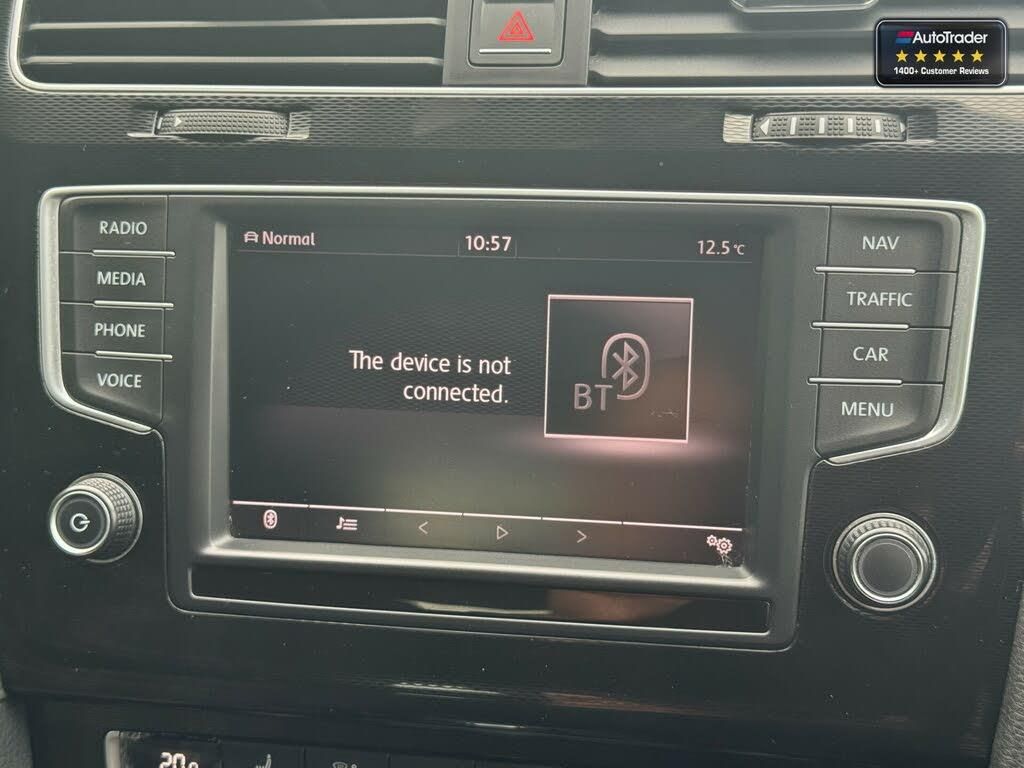 AutoTrader
1400+ Customer Reviews
RADIO
MEDIA
PHONE
VOICE
Normal
10:57
12.5 °C
The device is not
connected.
BT
NAV
TRAFFIC
CAR
MENU